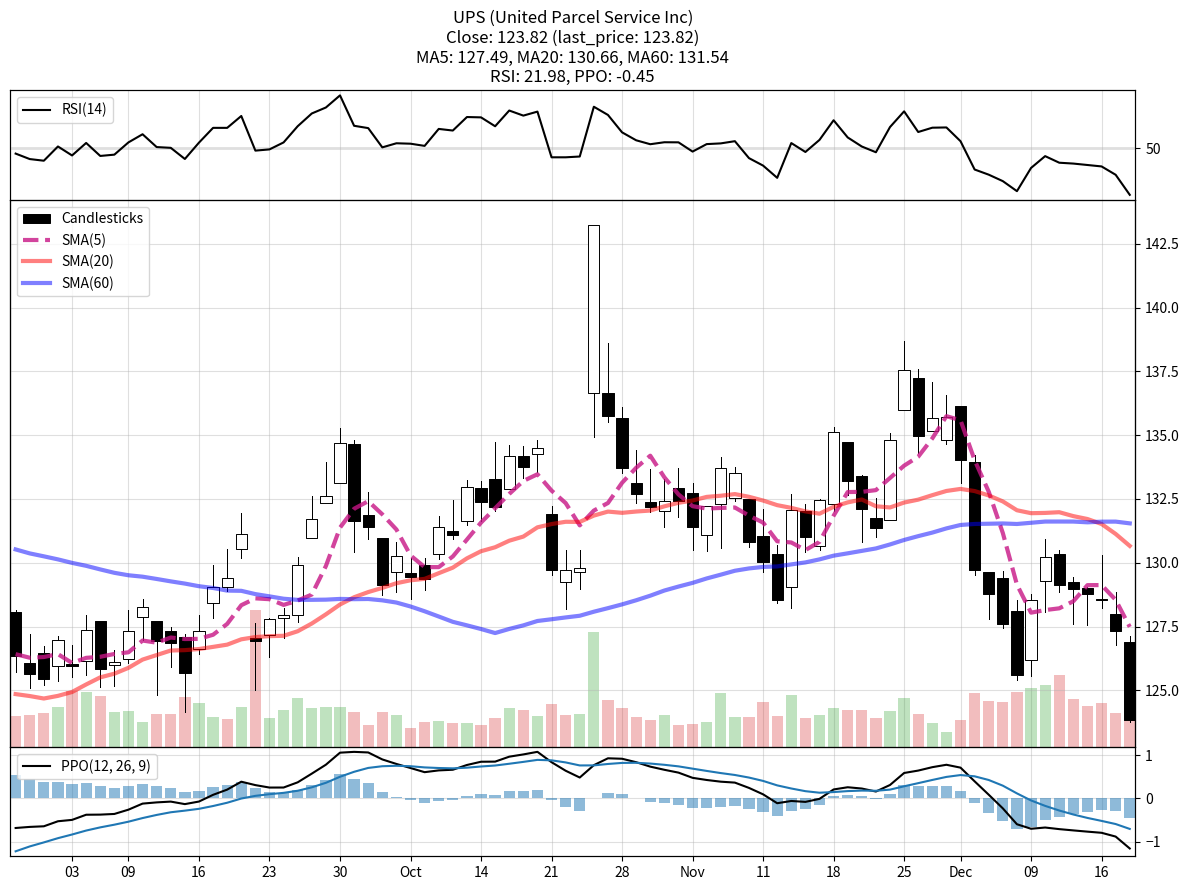 UPS (United Parcel Service Inc)
Close: 123.82 (last_price: 123.82)
MA5: 127.49, MA20: 130.66, MA60: 131.54
RSI: 21.98, PPO: -0.45
RSI(14)
50
Candlesticks
SMA(5)
SMA(20)
SMA(60)
142.5
140.0
137.5
135.0
132.5
130.0
127.5
125.0
PPO(12, 26, 9)
1
0
−1
03 09 16 23 30 Oct 14 21 28 Nov 11 18 25 Dec 09 16